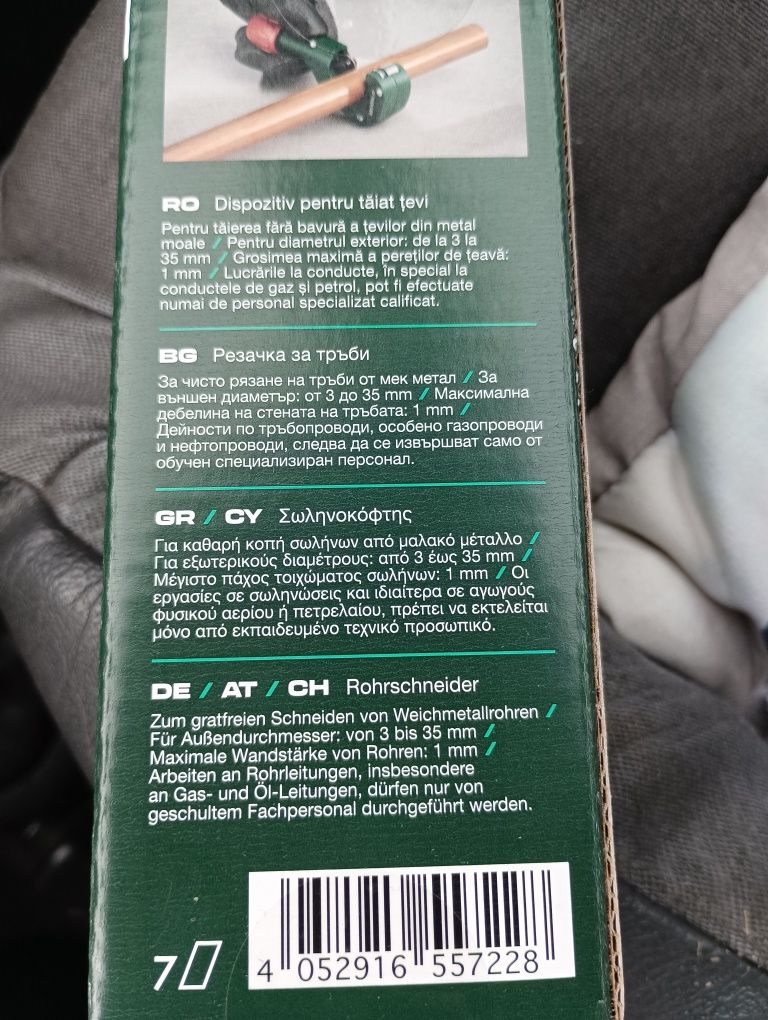 RO Dispozitiv pentru tăiat țevi
Pentru tăierea fără bavură a țevilor din metal
moale / Pentru diametrul exterior: de la 3 la
35 mm / Grosimea maximă a pereților de țeavă:
1 mm / Lucrările la conducte, în special la
conductele de gaz și petrol, pot fi efectuate
numai de personal specializat calificat.
BG Резачка за тръби
За чисто рязане на тръби от мек метал / За
външен диаметър: от 3 до 35 mm / Максимална
дебелина на стената на тръбата: 1 mm /
Дейности по тръбопроводи, особено газопроводи
и нефтопроводи, следва да се извършват само от
обучен специализиран персонал.
GR / CY Σωληνοκόφτης
Για καθαρή κοπή σωλήνων από μαλακό μέταλλο /
Για εξωτερικούς διαμέτρους: από 3 έως 35 mm /
Μέγιστο πάχος τοιχώματος σωλήνων: 1 mm / Οι
εργασίες σε σωληνώσεις και ιδιαίτερα σε αγωγούς
φυσικού αερίου ή πετρελαίου, πρέπει να εκτελείται
μόνο από εκπαιδευμένο τεχνικό προσωπικό.
DE / AT / CH Rohrschneider
Zum gratfreien Schneiden von Weichmetallrohren /
Für Außendurchmesser: von 3 bis 35 mm /
Maximale Wandstärke von Rohren: 1 mm /
Arbeiten an Rohrleitungen, insbesondere
an Gas- und Öl-Leitungen, dürfen nur von
geschultem Fachpersonal durchgeführt werden.
7
4 052916 557228